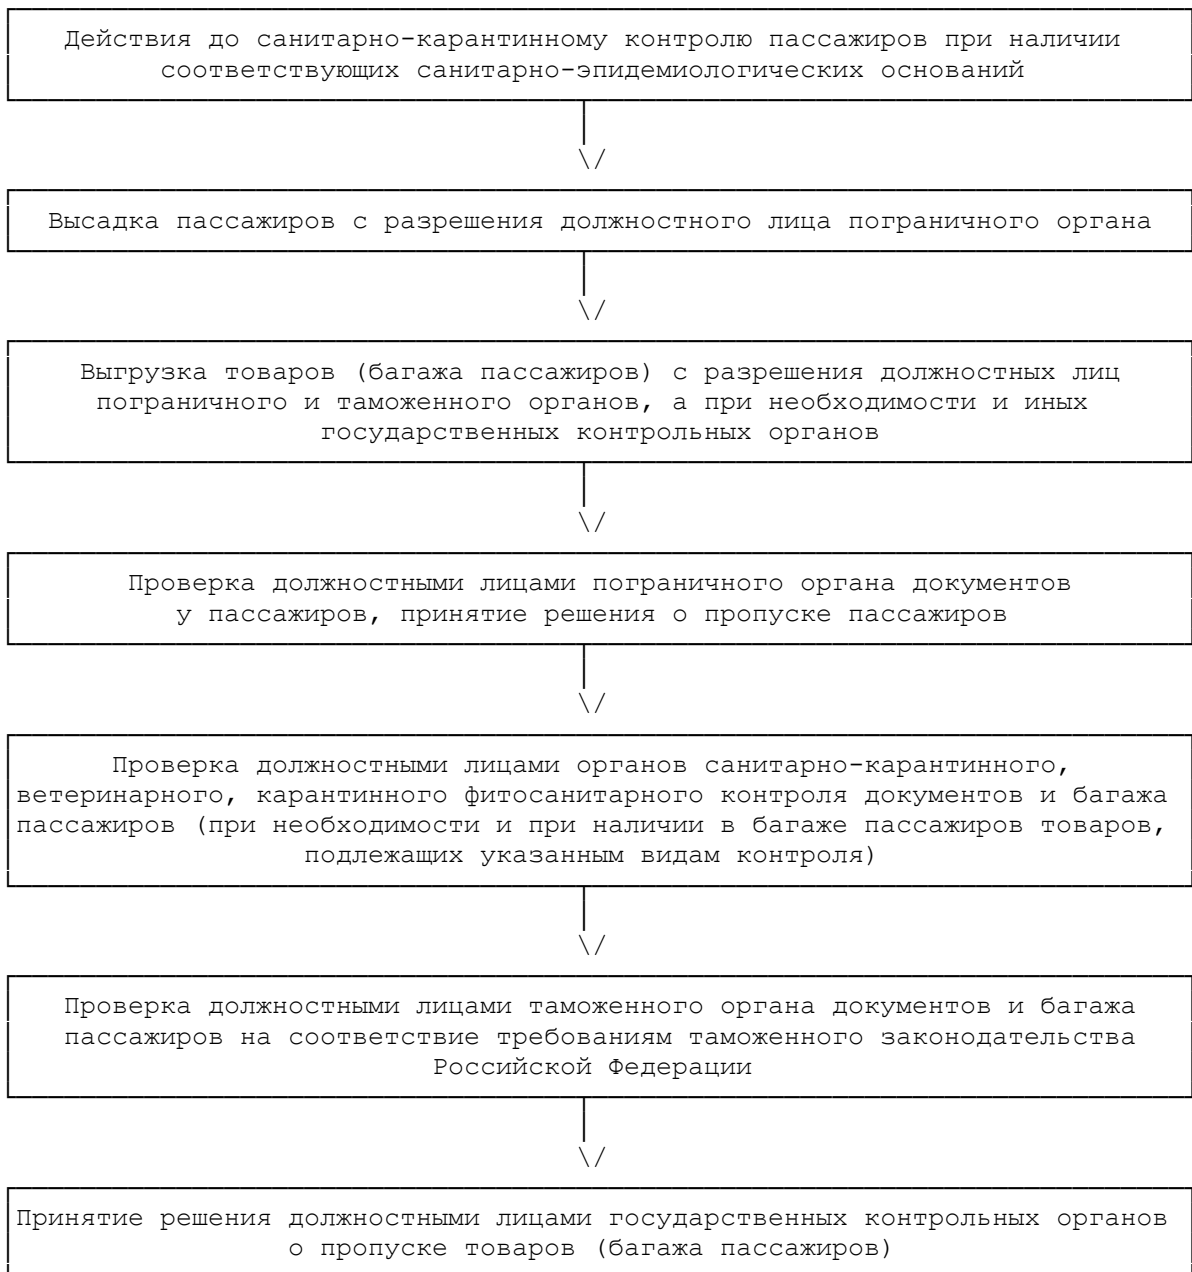 Действия до санитарно-карантинному контролю пассажиров при наличии
соответствующих санитарно-эпидемиологических оснований
\/
Высадка пассажиров с разрешения должностного лица пограничного органа
\/
Выгрузка товаров (багажа пассажиров) с разрешения должностных лиц
пограничного и таможенного органов, а при необходимости и иных
государственных контрольных органов
\/
Проверка должностными лицами пограничного органа документов
у пассажиров, принятие решения о пропуске пассажиров
\/
Проверка должностными лицами органов санитарно-карантинного,
ветеринарного, карантинного фитосанитарного контроля документов и багажа
пассажиров (при необходимости и при наличии в багаже пассажиров товаров,
подлежащих указанным видам контроля)
\/
Проверка должностными лицами таможенного органа документов и багажа
пассажиров на соответствие требованиям таможенного законодательства
Российской Федерации
\/
Принятие решения должностными лицами государственных контрольных органов
о пропуске товаров (багажа пассажиров)